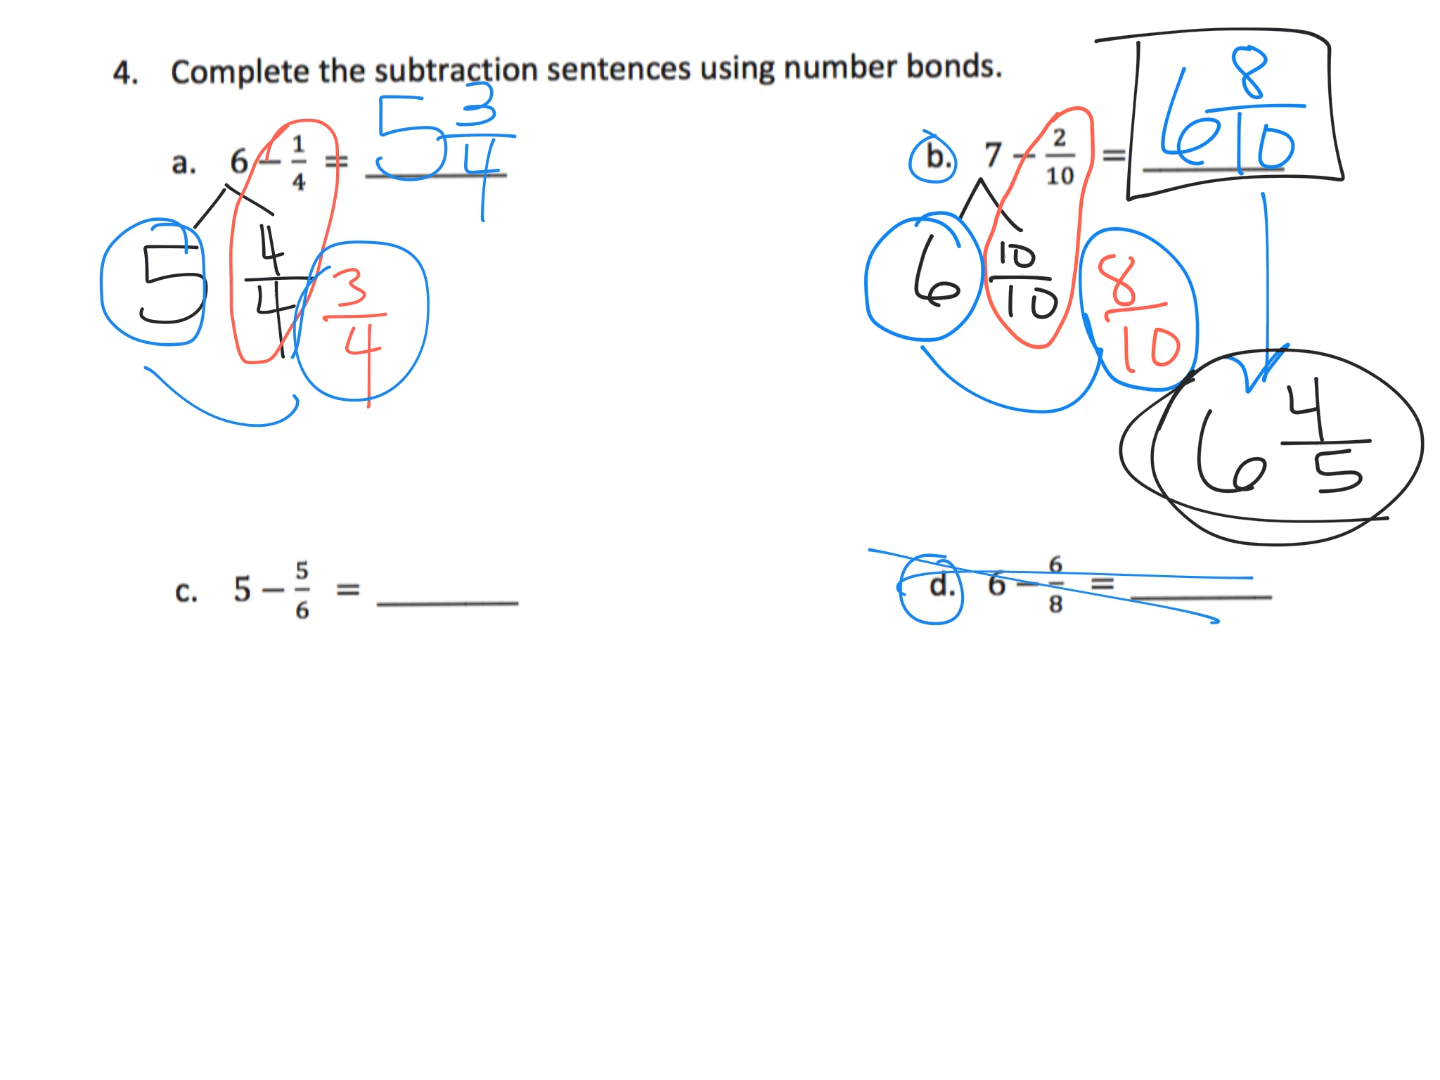 4. Complete the subtraction sentences using number bonds.
a. 6 − 1/4 = 5 3/4
5 4/4 3/4
b. 7 − 2/10 = 6 8/10
6 10/10 8/10
6 4/5
c. 5 − 5/6 = ________
d. 6 − 6/8 = ________